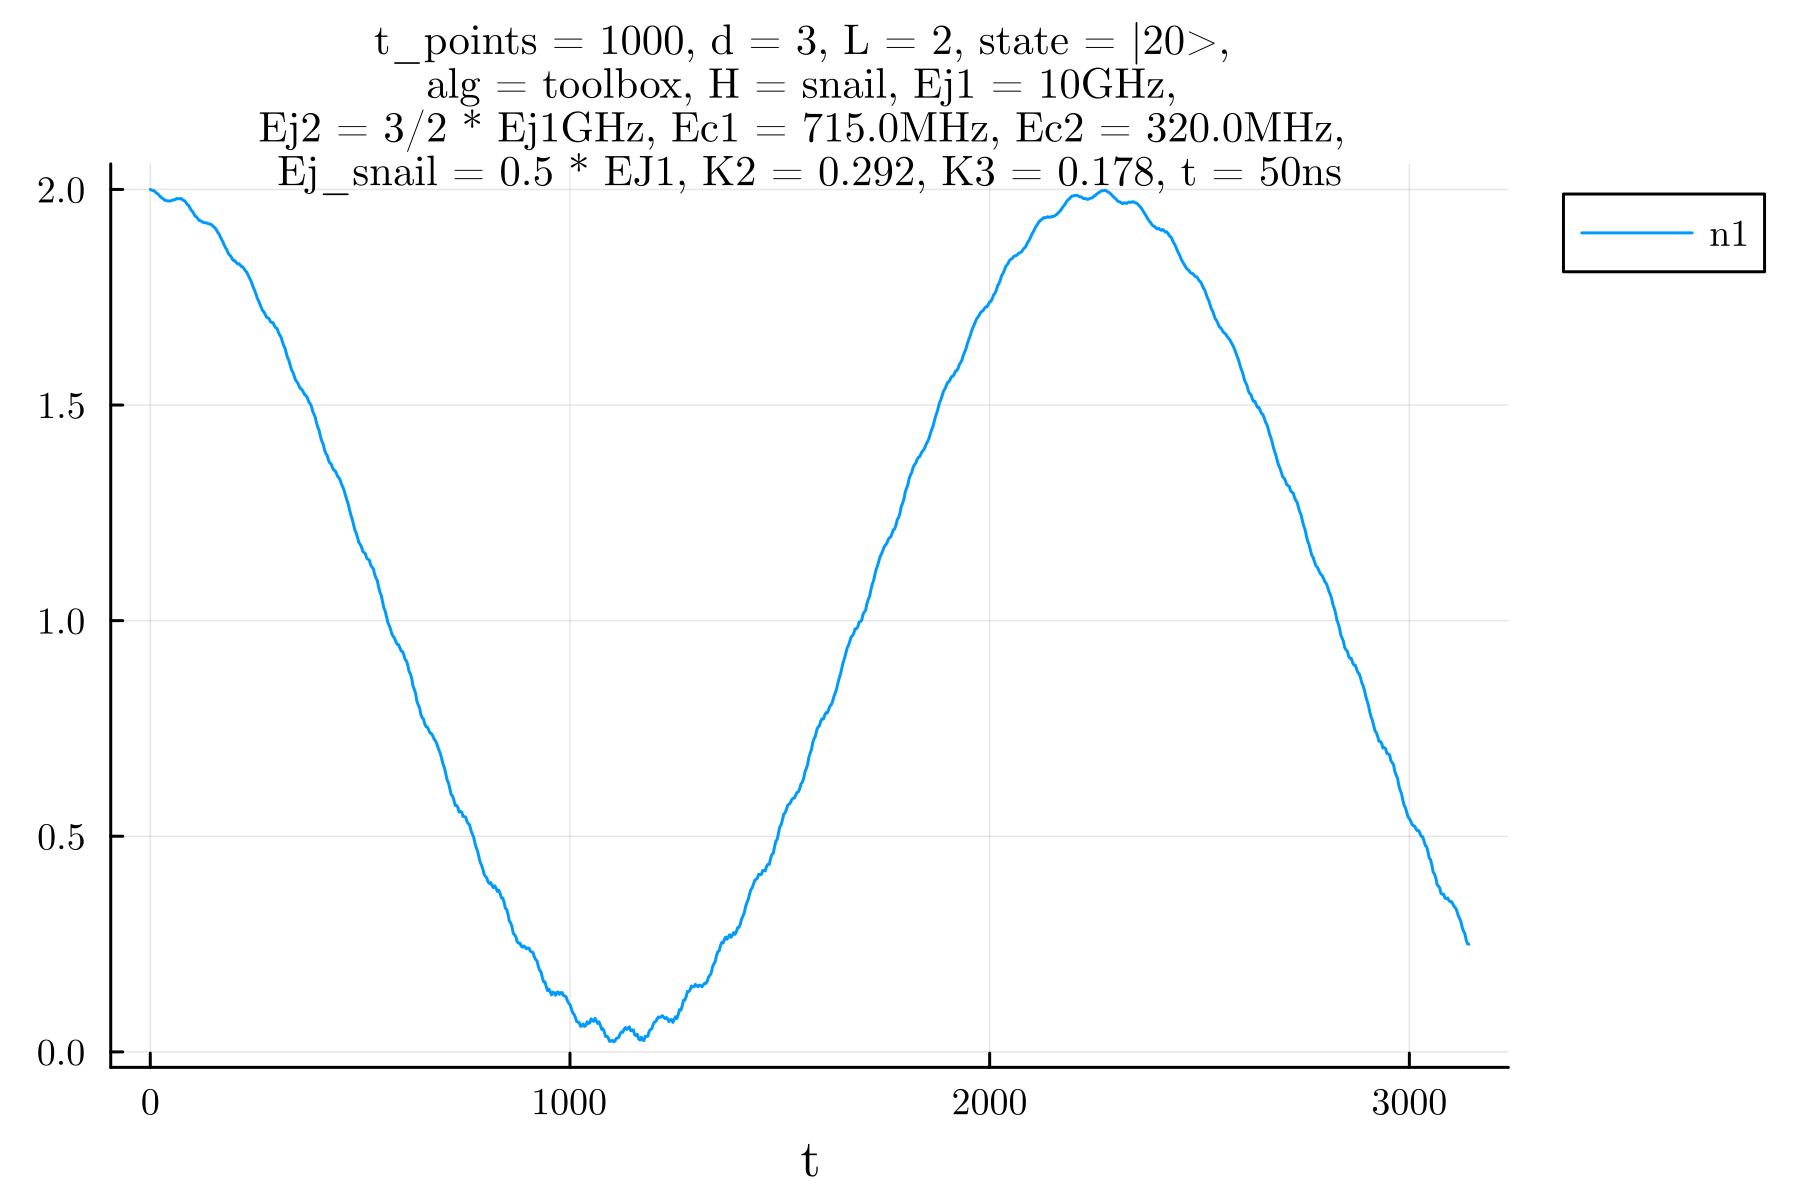 t_points = 1000, d = 3, L = 2, state = |20>,
alg = toolbox, H = snail, Ej1 = 10GHz,
Ej2 = 3/2 * Ej1GHz, Ec1 = 715.0MHz, Ec2 = 320.0MHz,
Ej_snail = 0.5 * EJ1, K2 = 0.292, K3 = 0.178, t = 50ns
2.0
n1
1.5
1.0
0.5
0.0
0 1000 2000 3000
t